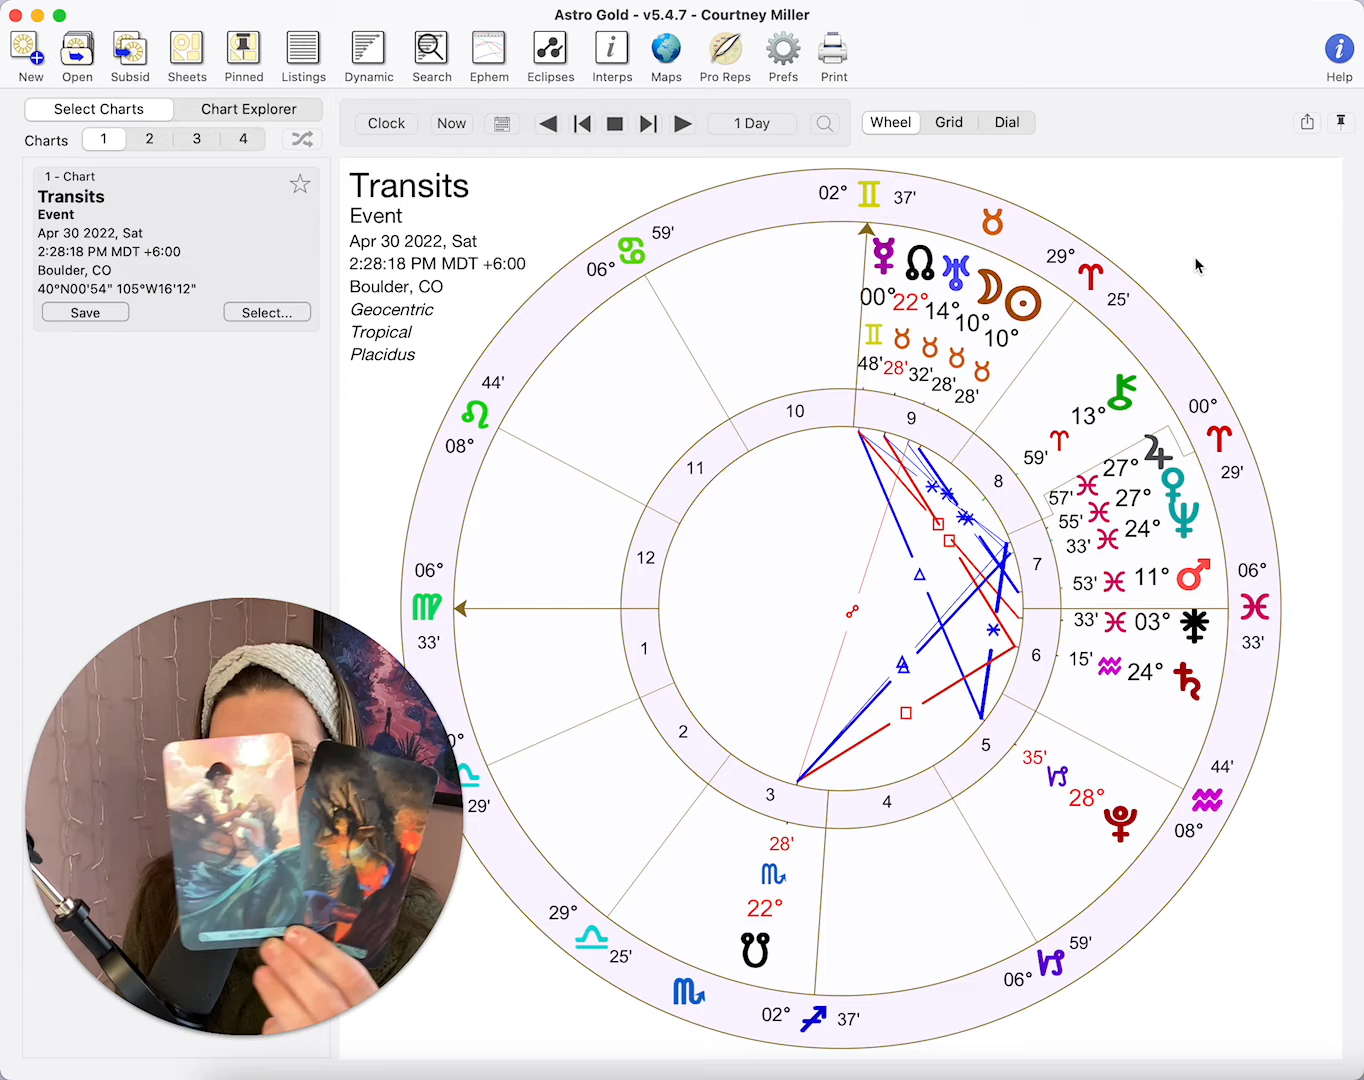 Astro Gold - v5.4.7 - Courtney Miller
New Open Subsid Sheets Pinned Listings Dynamic Search Ephem Eclipses Interps Maps Pro Reps Prefs Print Help
Select Charts Chart Explorer
Charts 1 2 3 4
Clock Now 1 Day Wheel Grid Dial
1 - Chart
Transits
Event
Apr 30 2022, Sat
2:28:18 PM MDT +6:00
Boulder, CO
40°N00'54" 105°W16'12"
Save Select...
Transits
Event
Apr 30 2022, Sat
2:28:18 PM MDT +6:00
Boulder, CO
Geocentric
Tropical
Placidus
02° ♊ 37'
♉
29° ♈ 25'
00° ♈ 29'
06° ♓ 33'
44' ♒ 08°
59' ♑ 06°
02° ♐ 37'
♏
29° ♎ 25'
0° ♎ 29'
06° ♍ 33'
44' ♌ 08°
06° ♋ 59'
☿ 00° ♊ 48'
☊ 22° ♉ 28'
♅ 14° ♉ 32'
☽ 10° ♉ 28'
☉ 10° ♉ 28'
13° ♈ 59'
♃ 27° ♓ 57'
♀ 27° ♓ 55'
♆ 24° ♓ 33'
53' ♓ 11° ♂
33' ♓ 03°
15' ♒ 24° ♄
35' ♑ 28°
28' ♏ 22° ☋
10
9
11
8
12
7
1
6
2
5
3
4